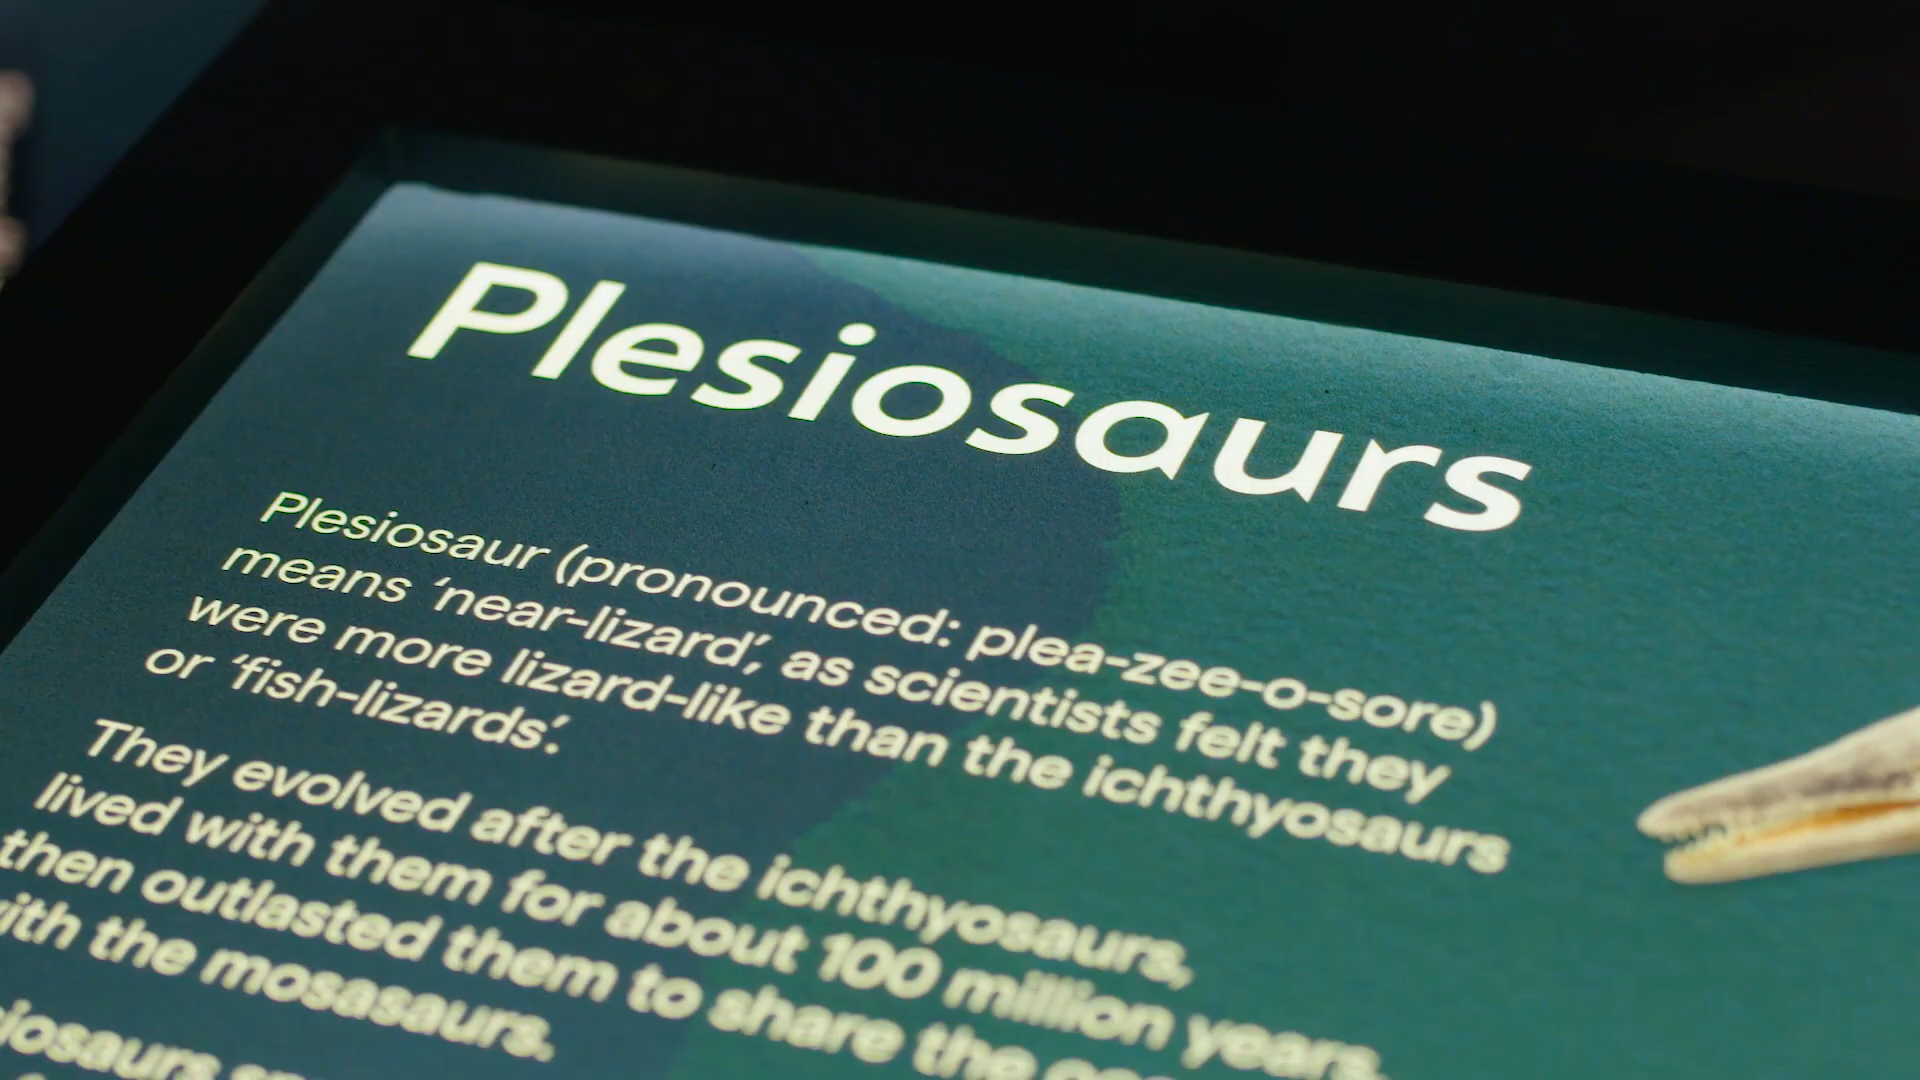 Plesiosaurs
Plesiosaur (pronounced: plea-zee-o-sore)
means ‘near-lizard’, as scientists felt they
were more lizard-like than the ichthyosaurs
or ‘fish-lizards’.
They evolved after the ichthyosaurs,
lived with them for about 100 million years,
then outlasted them to share the
with the mosasaurs.